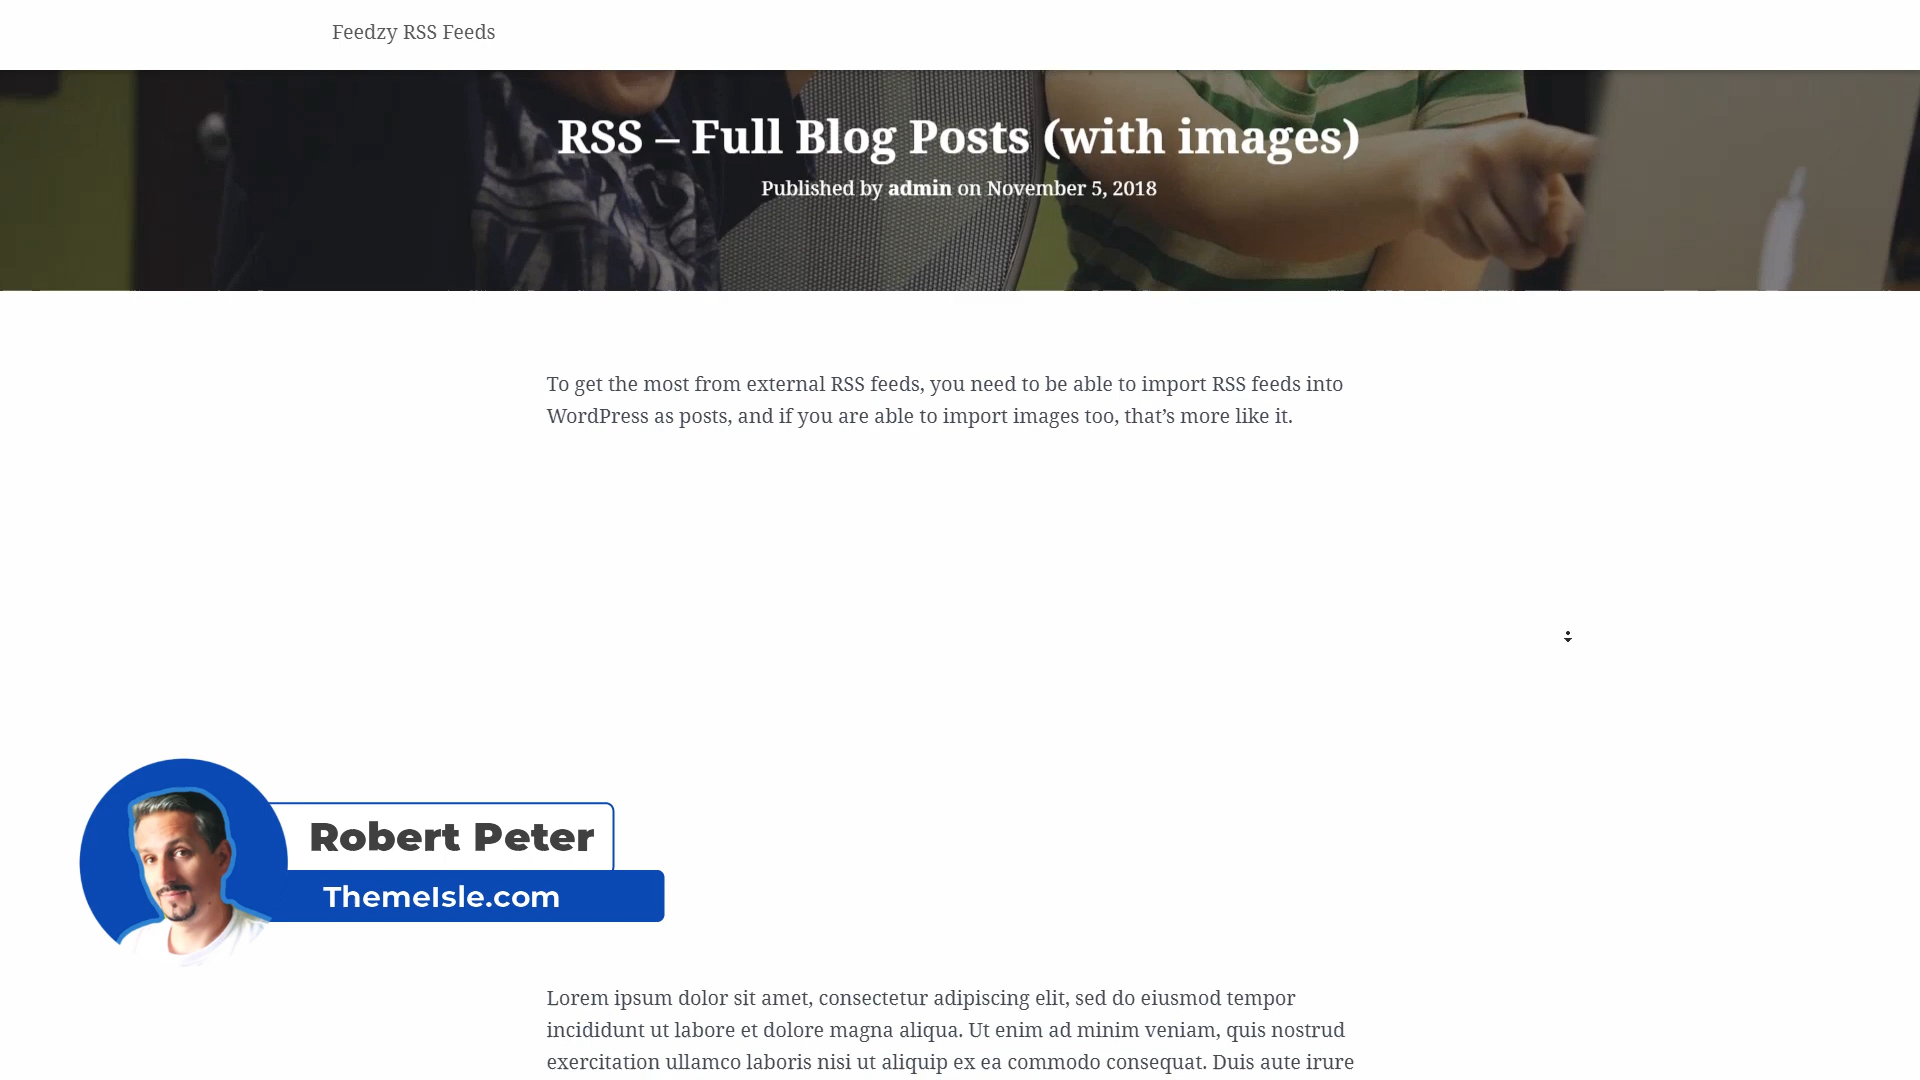 Feedzy RSS Feeds
RSS – Full Blog Posts (with images)
Published by admin on November 5, 2018
To get the most from external RSS feeds, you need to be able to import RSS feeds into
WordPress as posts, and if you are able to import images too, that’s more like it.
Robert Peter
ThemeIsle.com
Lorem ipsum dolor sit amet, consectetur adipiscing elit, sed do eiusmod tempor
incididunt ut labore et dolore magna aliqua. Ut enim ad minim veniam, quis nostrud
exercitation ullamco laboris nisi ut aliquip ex ea commodo consequat. Duis aute irure